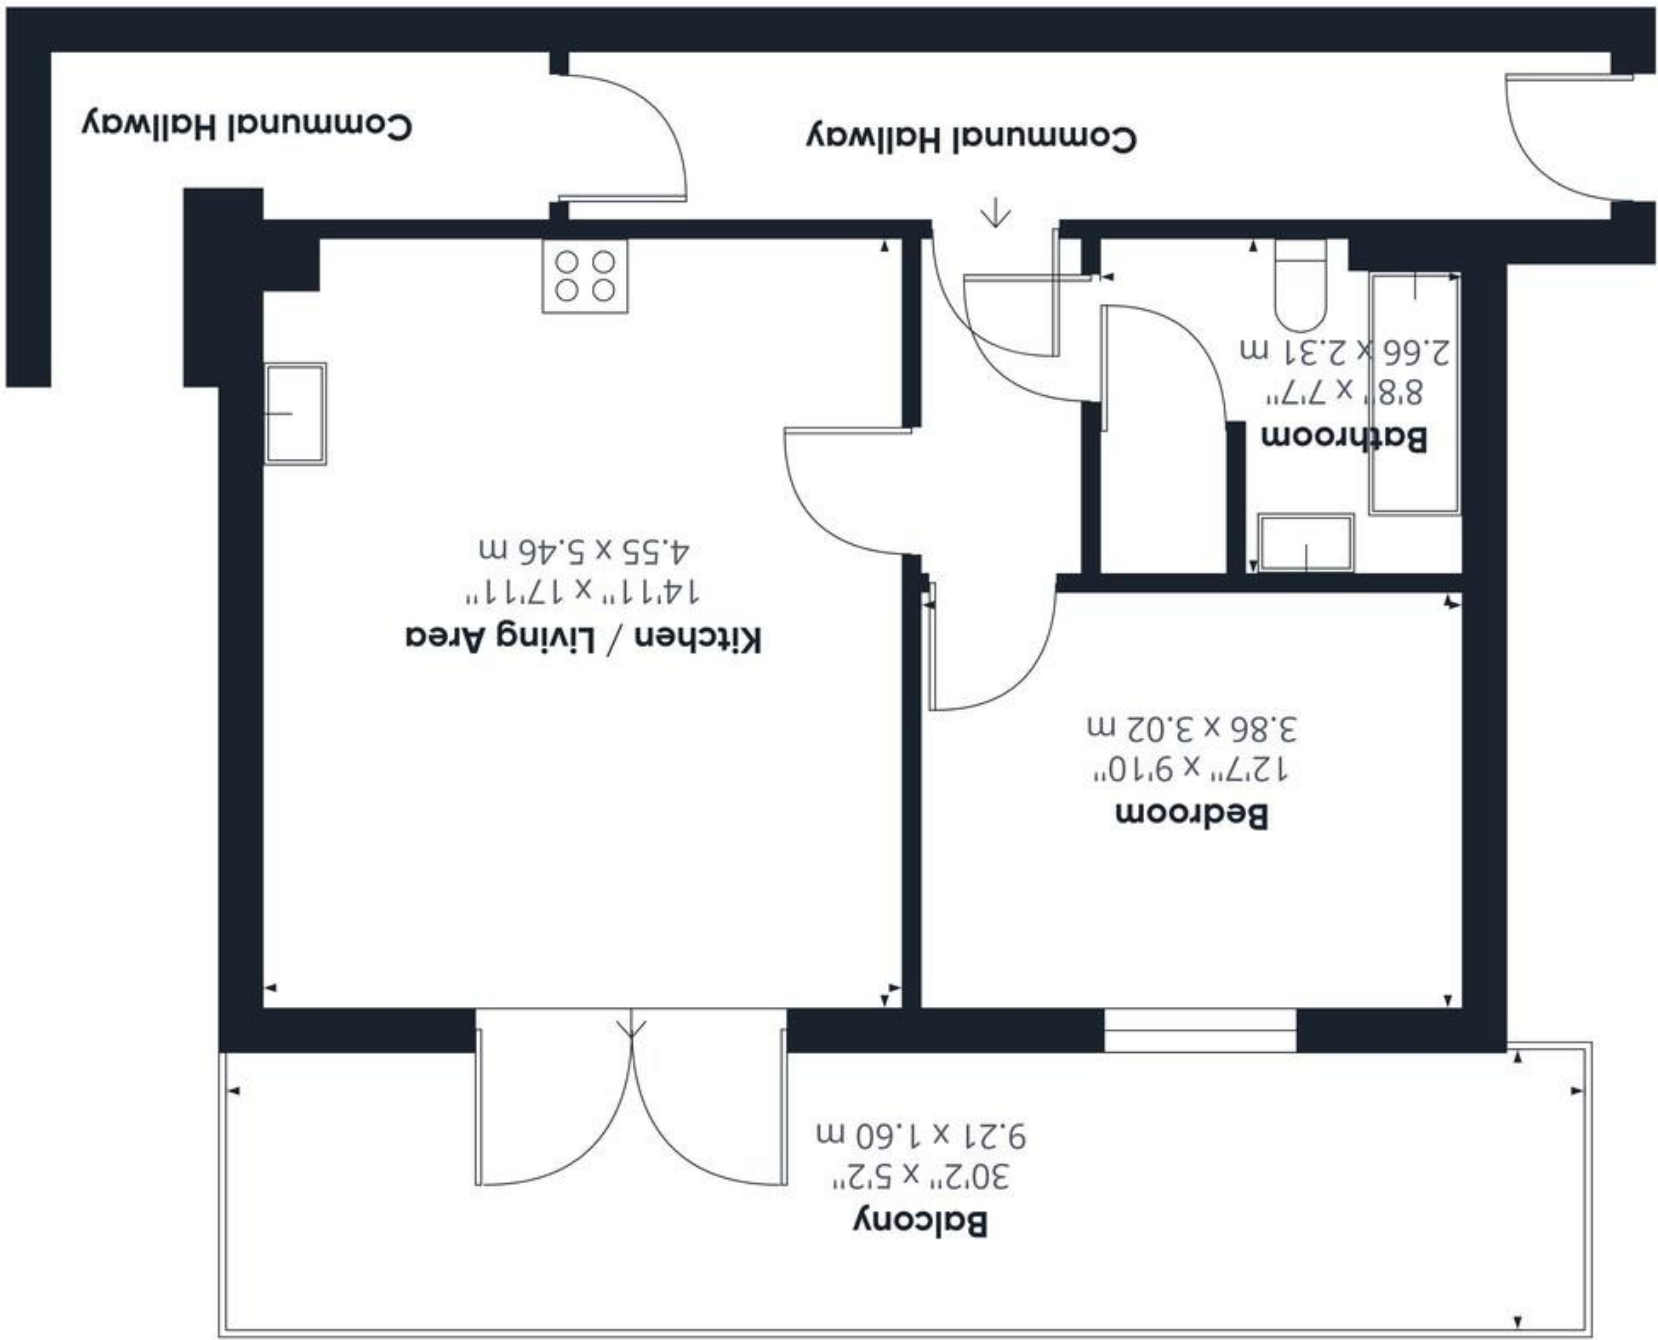 Balcony
30'2" x 5'2"
9.21 x 1.60 m
Bedroom
12'7" x 9'10"
3.86 x 3.02 m
Kitchen / Living Area
14'11" x 17'11"
4.55 x 5.46 m
Bathroom
8'8" x 7'7"
2.66 x 2.31 m
Communal Hallway
Communal Hallway